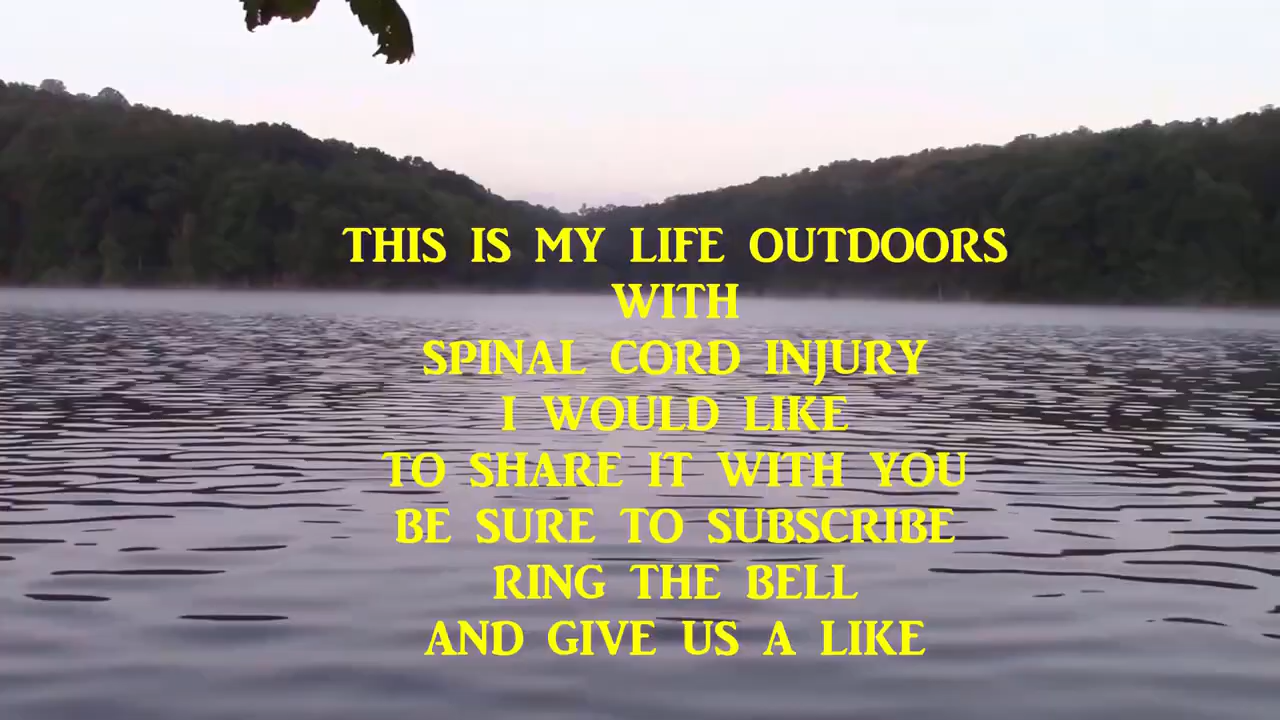 THIS IS MY LIFE OUTDOORS
WITH
SPINAL CORD INJURY
I WOULD LIKE
TO SHARE IT WITH YOU
BE SURE TO SUBSCRIBE
RING THE BELL
AND GIVE US A LIKE